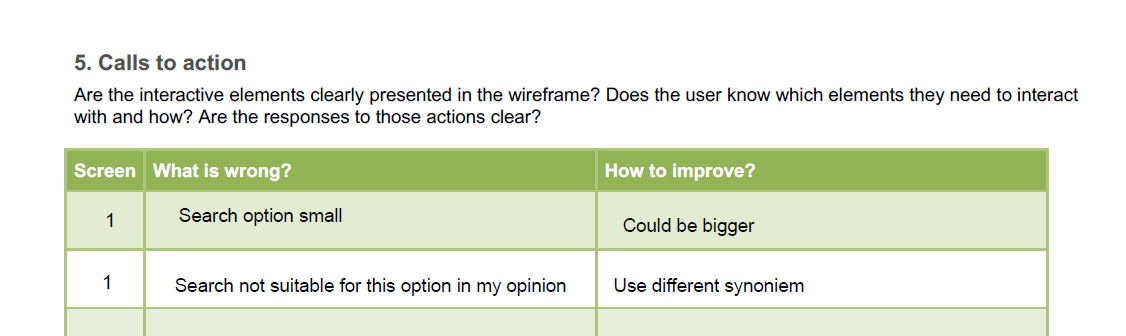 5. Calls to action
Are the interactive elements clearly presented in the wireframe? Does the user know which elements they need to interact
with and how? Are the responses to those actions clear?
Screen What is wrong? How to improve?
1 Search option small Could be bigger
1 Search not suitable for this option in my opinion Use different synoniem